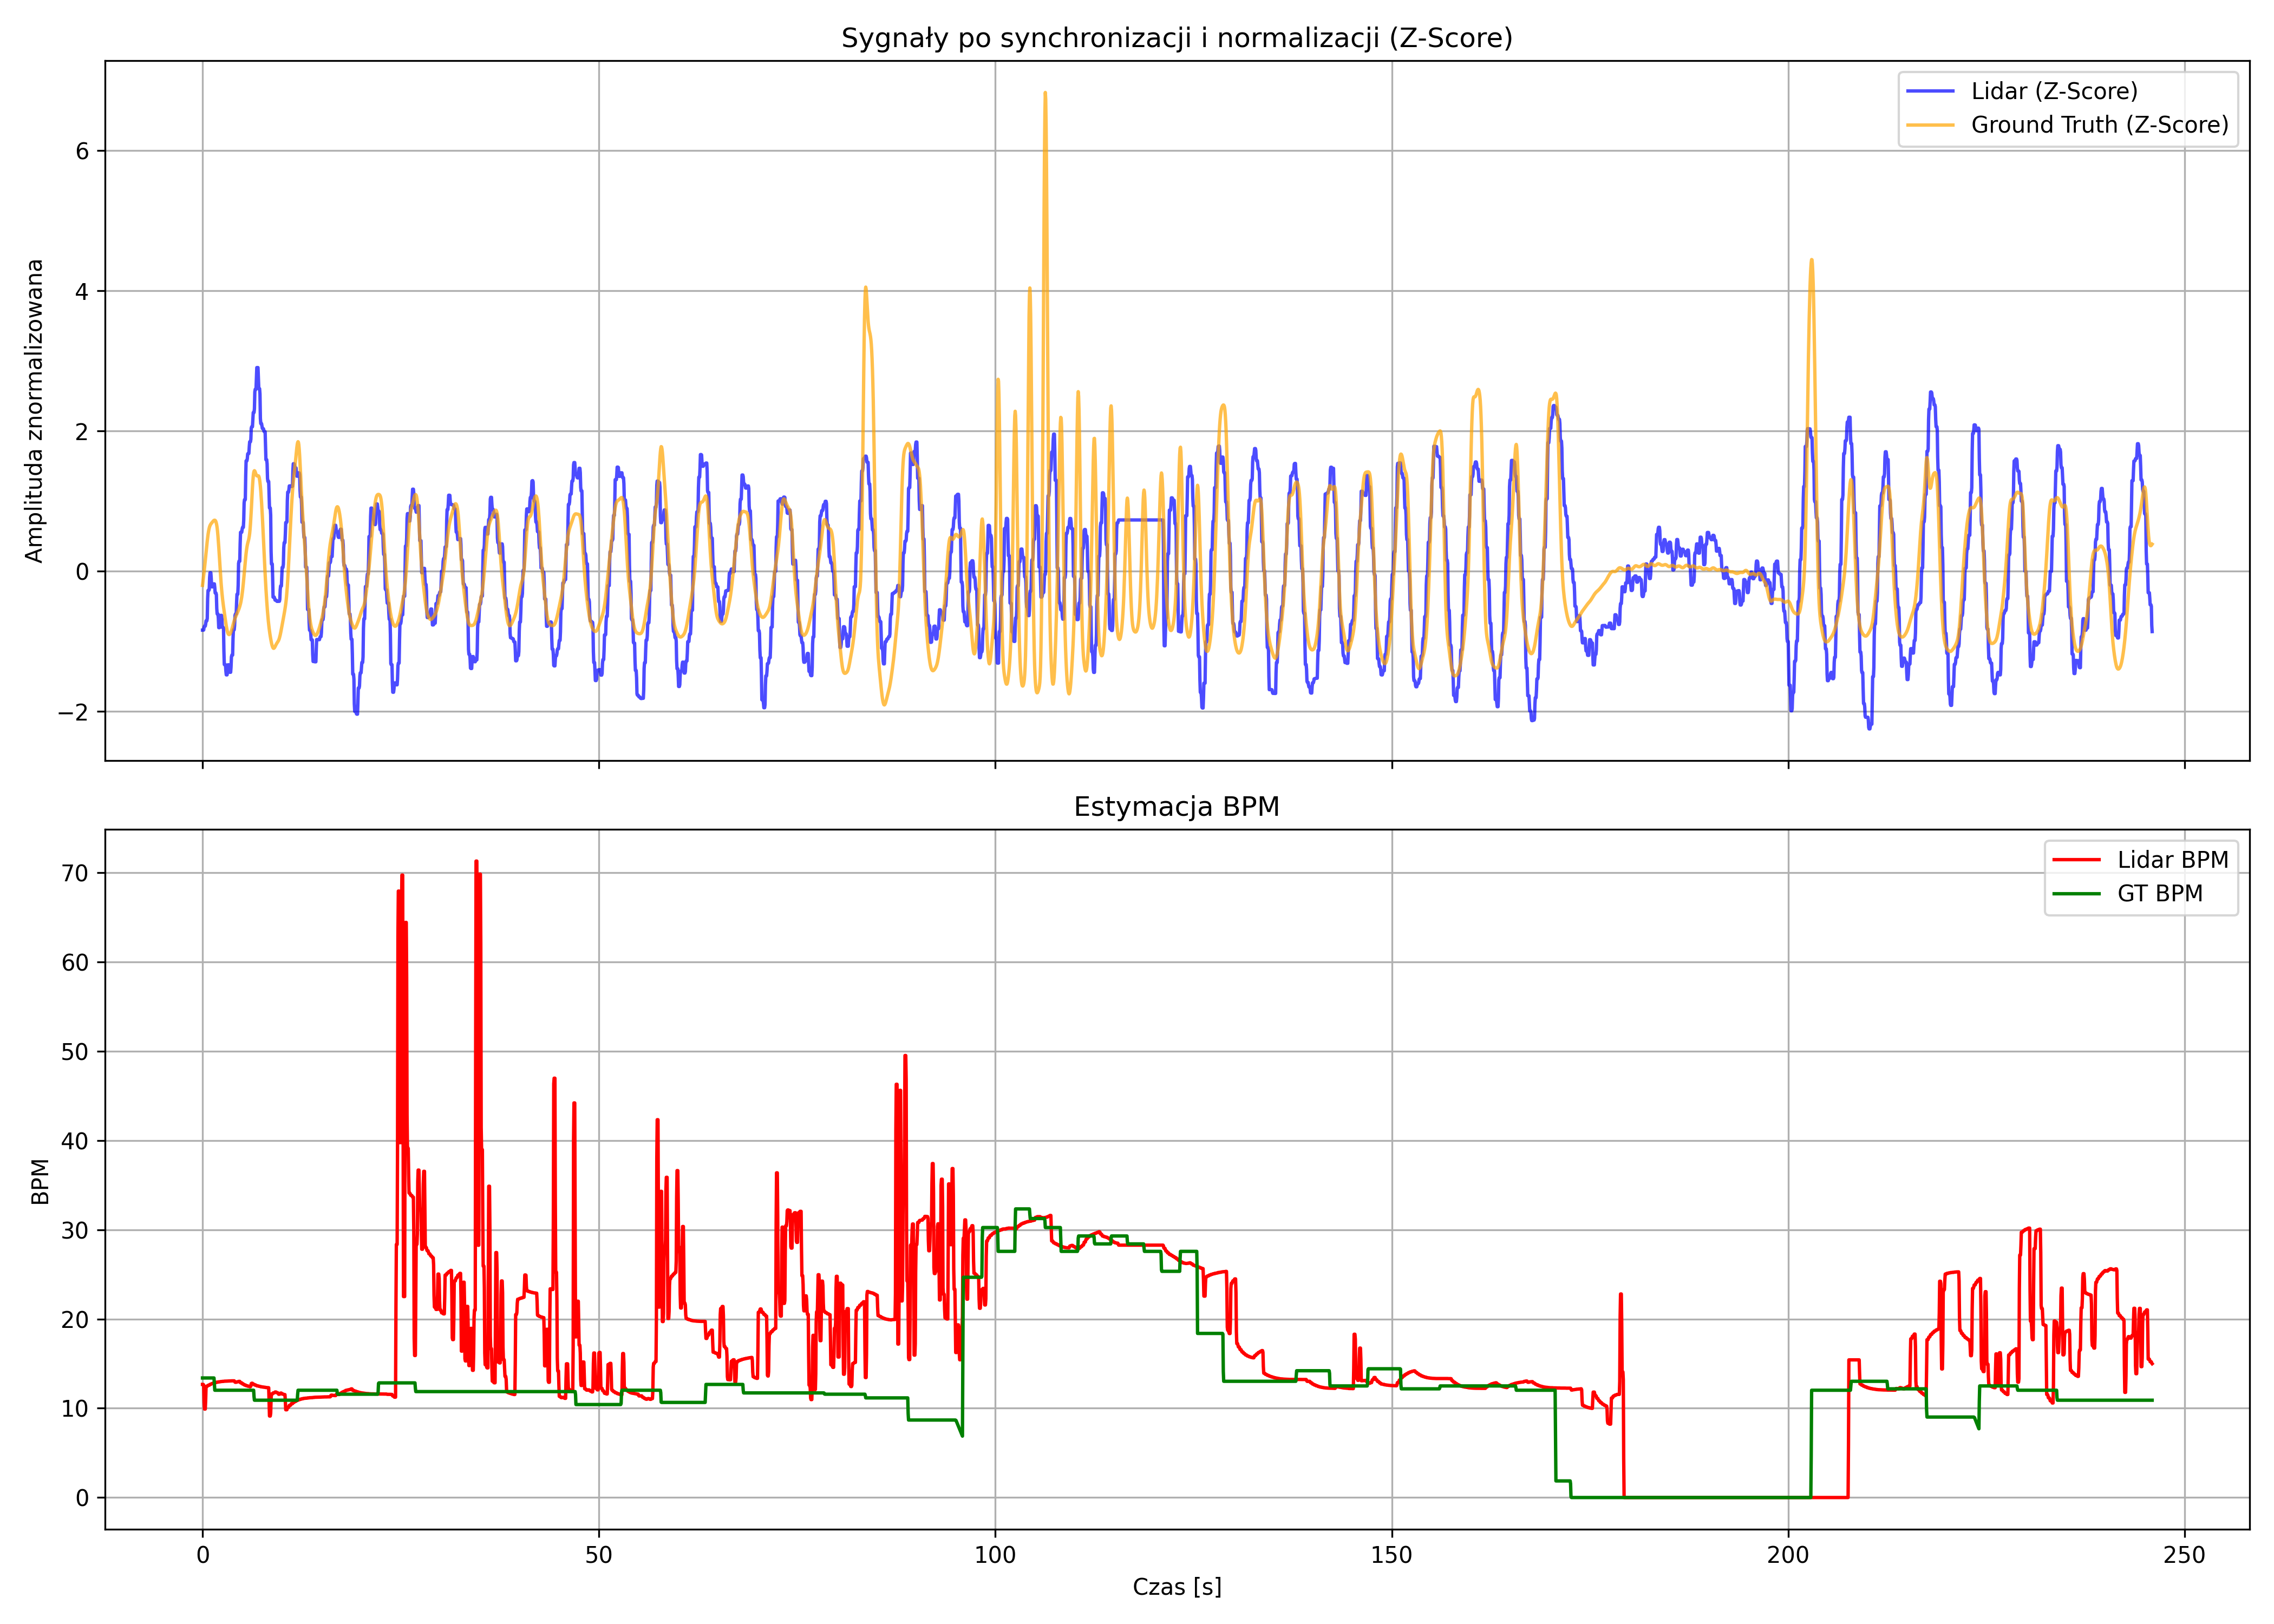 Sygnały po synchronizacji i normalizacji (Z-Score)
Lidar (Z-Score)
Ground Truth (Z-Score)
Amplituda znormalizowana
6
4
2
0
−2
Estymacja BPM
Lidar BPM
GT BPM
BPM
70
60
50
40
30
20
10
0
0 50 100 150 200 250
Czas [s]